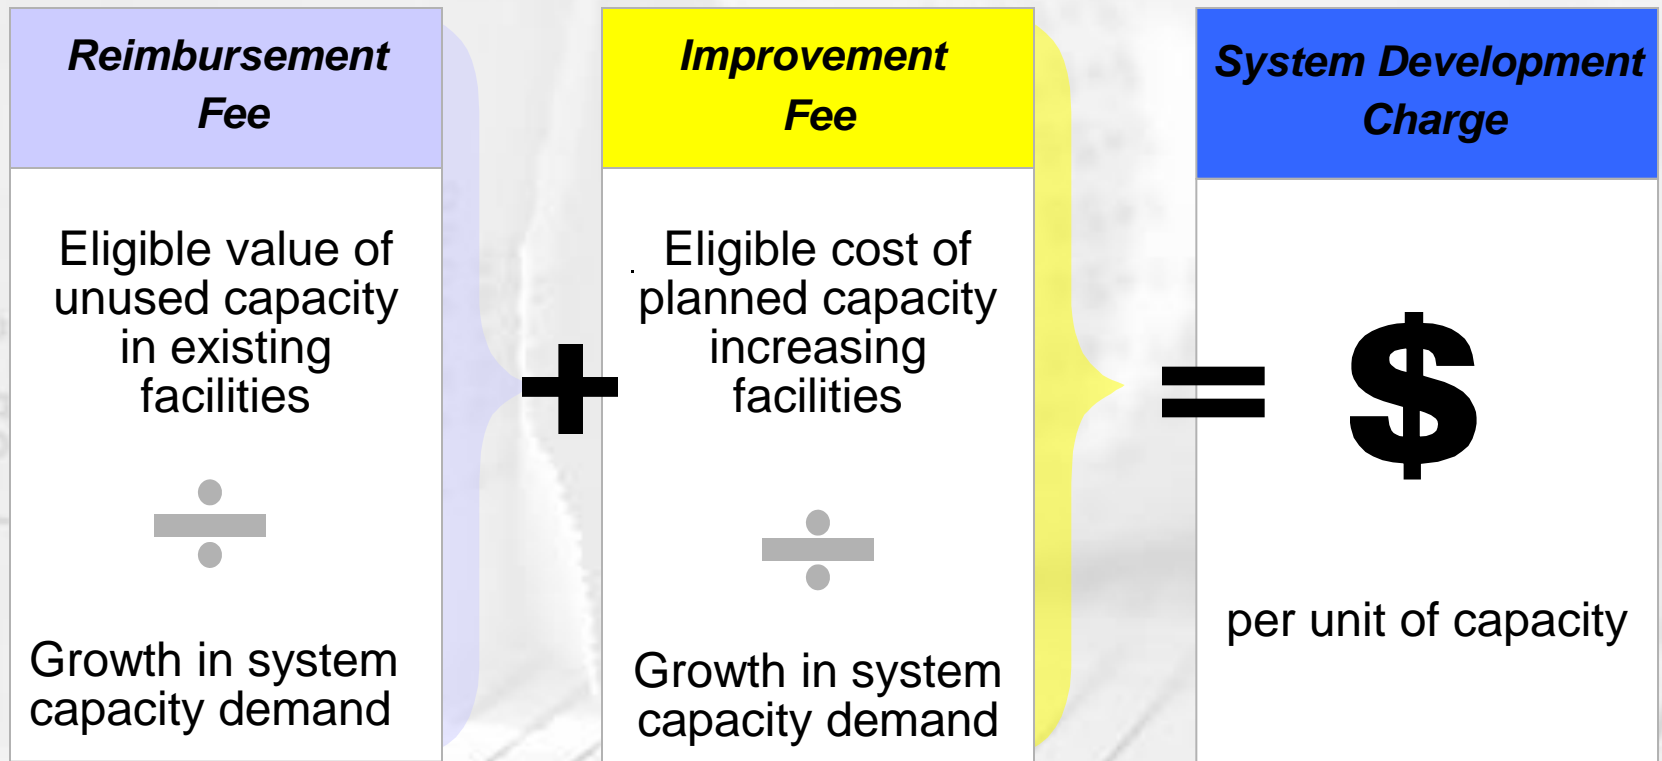 Reimbursement
Fee
Eligible value of
unused capacity
in existing
facilities
÷
Growth in system
capacity demand
+
Improvement
Fee
Eligible cost of
planned capacity
increasing
facilities
÷
Growth in system
capacity demand
=
System Development
Charge
$
per unit of capacity